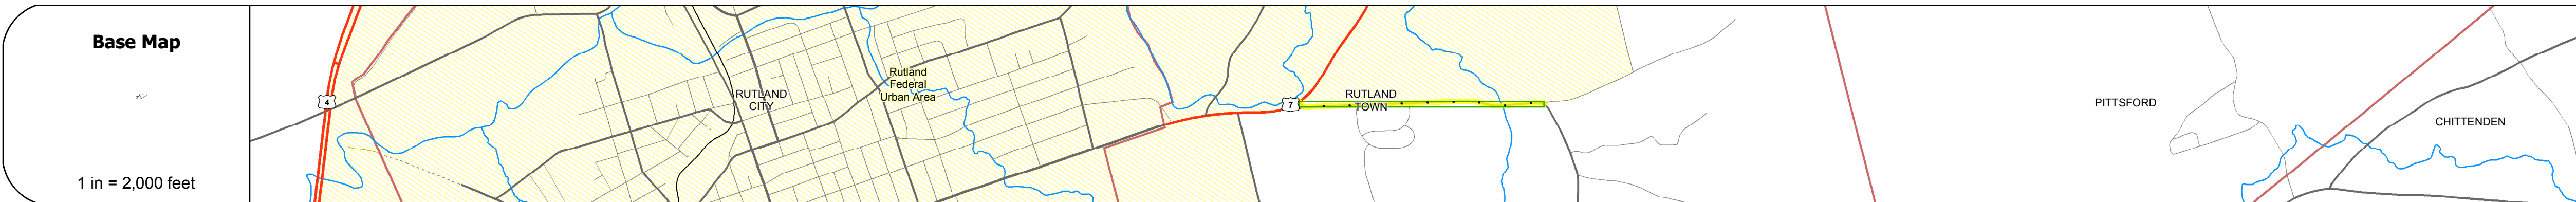 Base Map
1 in = 2,000 feet
4
RUTLAND
CITY
Rutland
Federal
Urban Area
7
RUTLAND
TOWN
PITTSFORD
CHITTENDEN